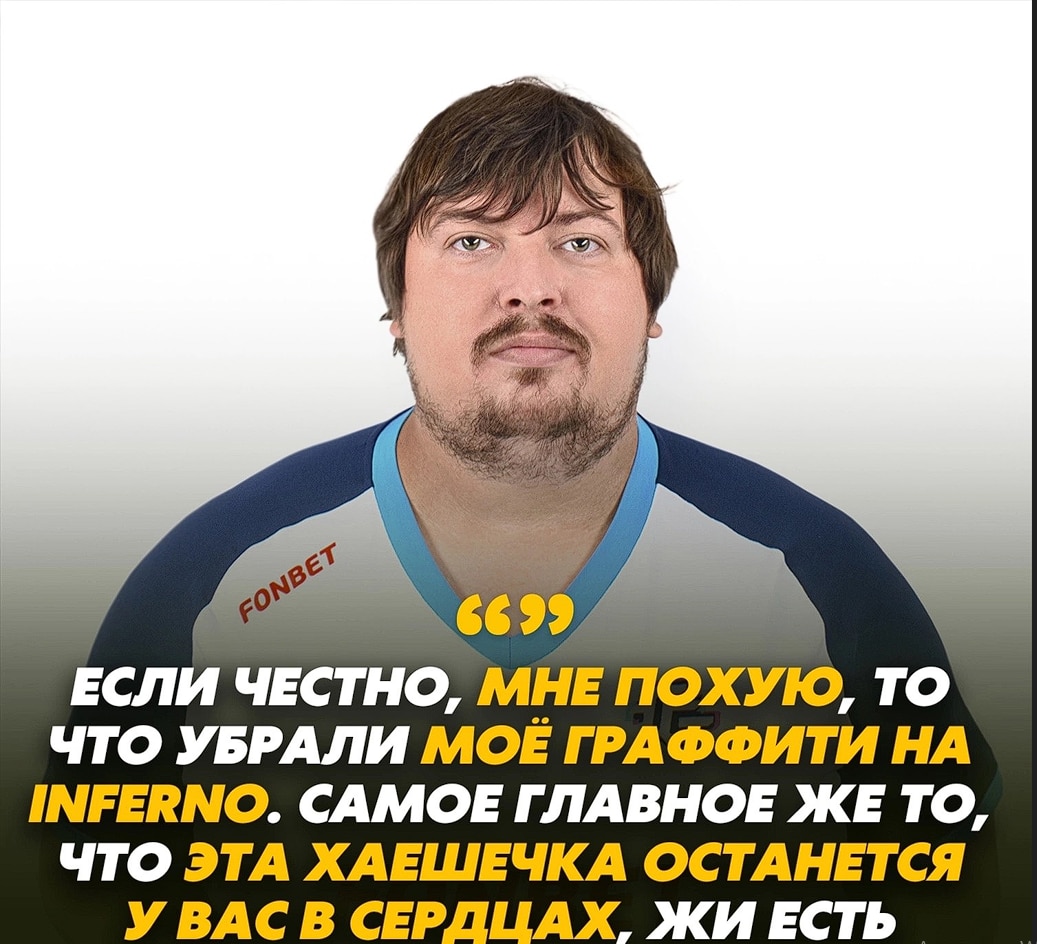 FONBET
“”
ЕСЛИ ЧЕСТНО, МНЕ ПОХУЮ, ТО
ЧТО УБРАЛИ МОЁ ГРАФФИТИ НА
INFERNO. САМОЕ ГЛАВНОЕ ЖЕ ТО,
ЧТО ЭТА ХАЕШЕЧКА ОСТАНЕТСЯ
У ВАС В СЕРДЦАХ, ЖИ ЕСТЬ